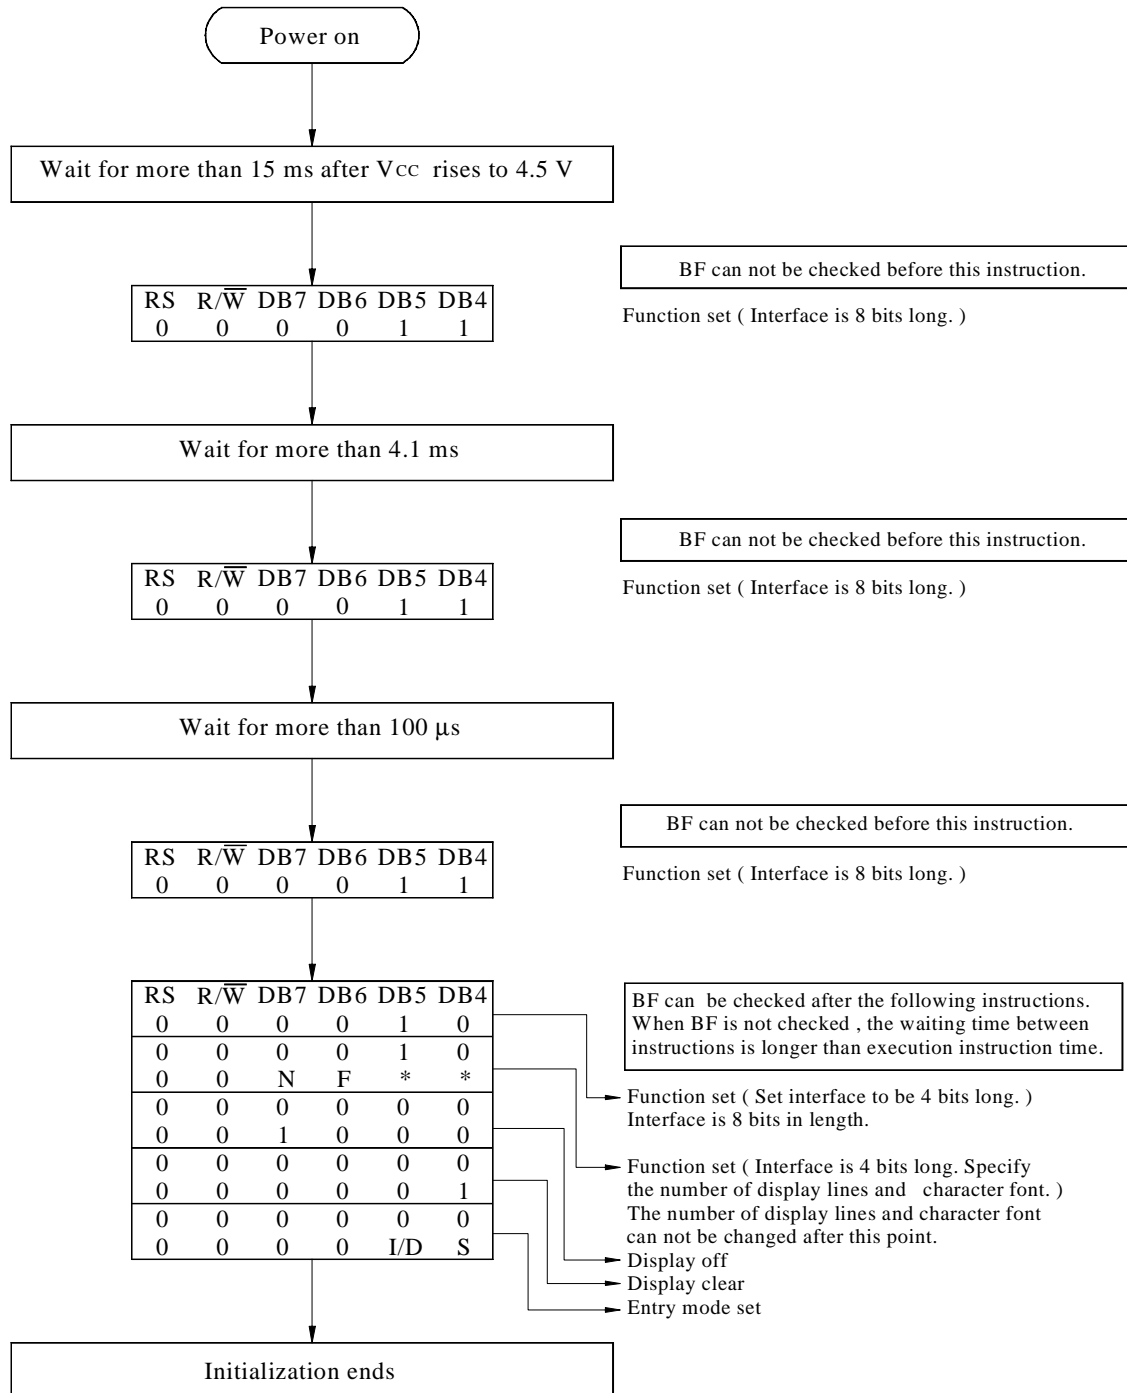 Power on
Wait for more than 15 ms after VCC rises to 4.5 V
BF can not be checked before this instruction.
RS R/W̅ DB7 DB6 DB5 DB4
0 0 0 0 1 1
Function set ( Interface is 8 bits long. )
Wait for more than 4.1 ms
BF can not be checked before this instruction.
RS R/W̅ DB7 DB6 DB5 DB4
0 0 0 0 1 1
Function set ( Interface is 8 bits long. )
Wait for more than 100 μs
BF can not be checked before this instruction.
RS R/W̅ DB7 DB6 DB5 DB4
0 0 0 0 1 1
Function set ( Interface is 8 bits long. )
RS R/W̅ DB7 DB6 DB5 DB4
0 0 0 0 1 0
0 0 0 0 1 0
0 0 N F * *
0 0 0 0 0 0
0 0 1 0 0 0
0 0 0 0 0 0
0 0 0 0 0 1
0 0 0 0 0 0
0 0 0 0 I/D S
BF can be checked after the following instructions.
When BF is not checked , the waiting time between
instructions is longer than execution instruction time.
Function set ( Set interface to be 4 bits long. )
Interface is 8 bits in length.
Function set ( Interface is 4 bits long. Specify
the number of display lines and character font. )
The number of display lines and character font
can not be changed after this point.
Display off
Display clear
Entry mode set
Initialization ends